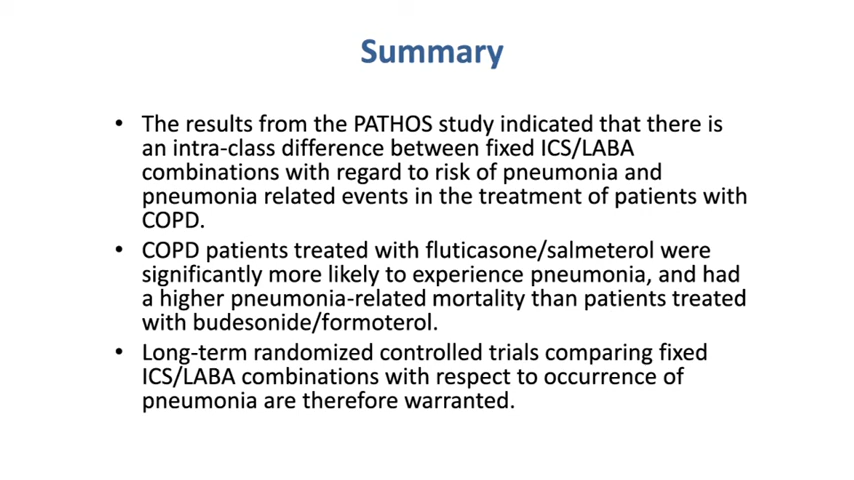 Summary
• The results from the PATHOS study indicated that there is
an intra-class difference between fixed ICS/LABA
combinations with regard to risk of pneumonia and
pneumonia related events in the treatment of patients with
COPD.
• COPD patients treated with fluticasone/salmeterol were
significantly more likely to experience pneumonia, and had
a higher pneumonia-related mortality than patients treated
with budesonide/formoterol.
• Long-term randomized controlled trials comparing fixed
ICS/LABA combinations with respect to occurrence of
pneumonia are therefore warranted.